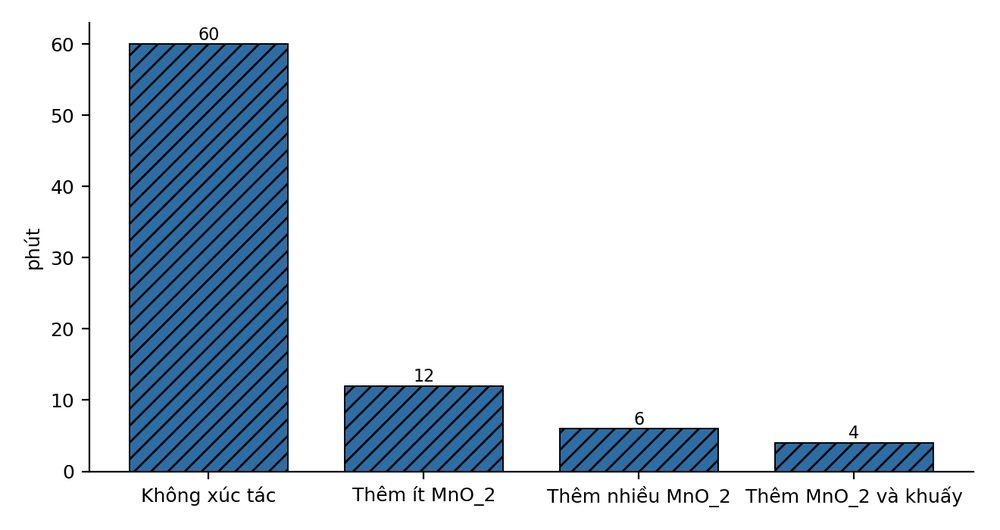 60
60
50
40
30
20
10
0
phút
12
6
4
Không xúc tác
Thêm ít MnO_2
Thêm nhiều MnO_2
Thêm MnO_2 và khuấy